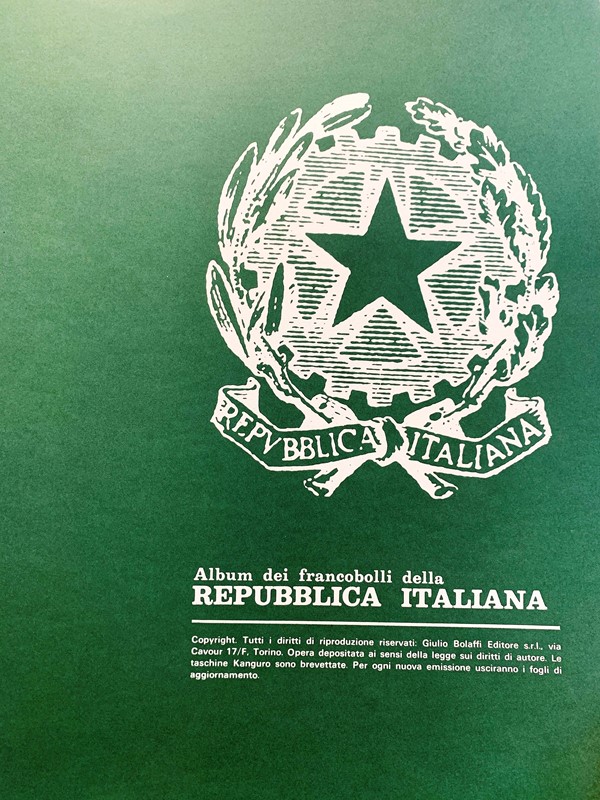 REPVBBLICA ITALIANA
Album dei francobolli della
REPUBBLICA ITALIANA
Copyright. Tutti i diritti di riproduzione riservati: Giulio Bolaffi Editore s.r.l., via
Cavour 17/F, Torino. Opera depositata ai sensi della legge sui diritti di autore. Le
taschine Kanguro sono brevettate. Per ogni nuova emissione usciranno i fogli di
aggiornamento.